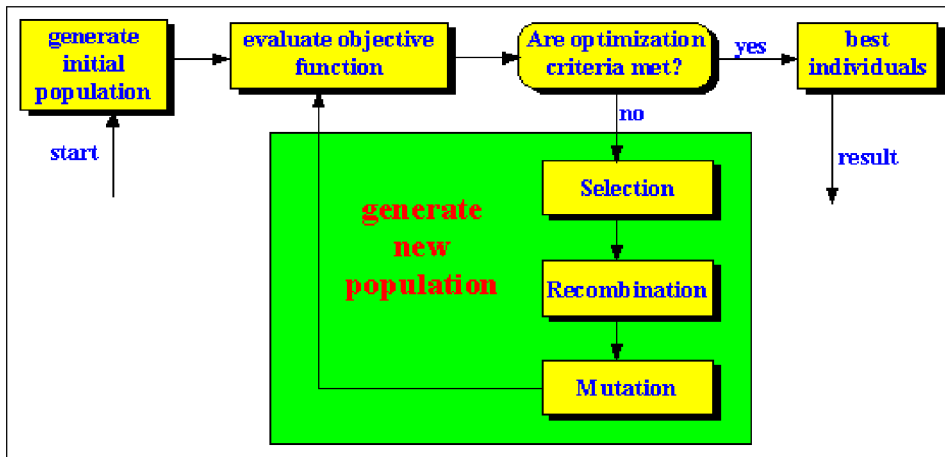 generate
initial
population
evaluate objective
function
Are optimization
criteria met?
yes
best
individuals
start
no
result
generate
new
population
Selection
Recombination
Mutation